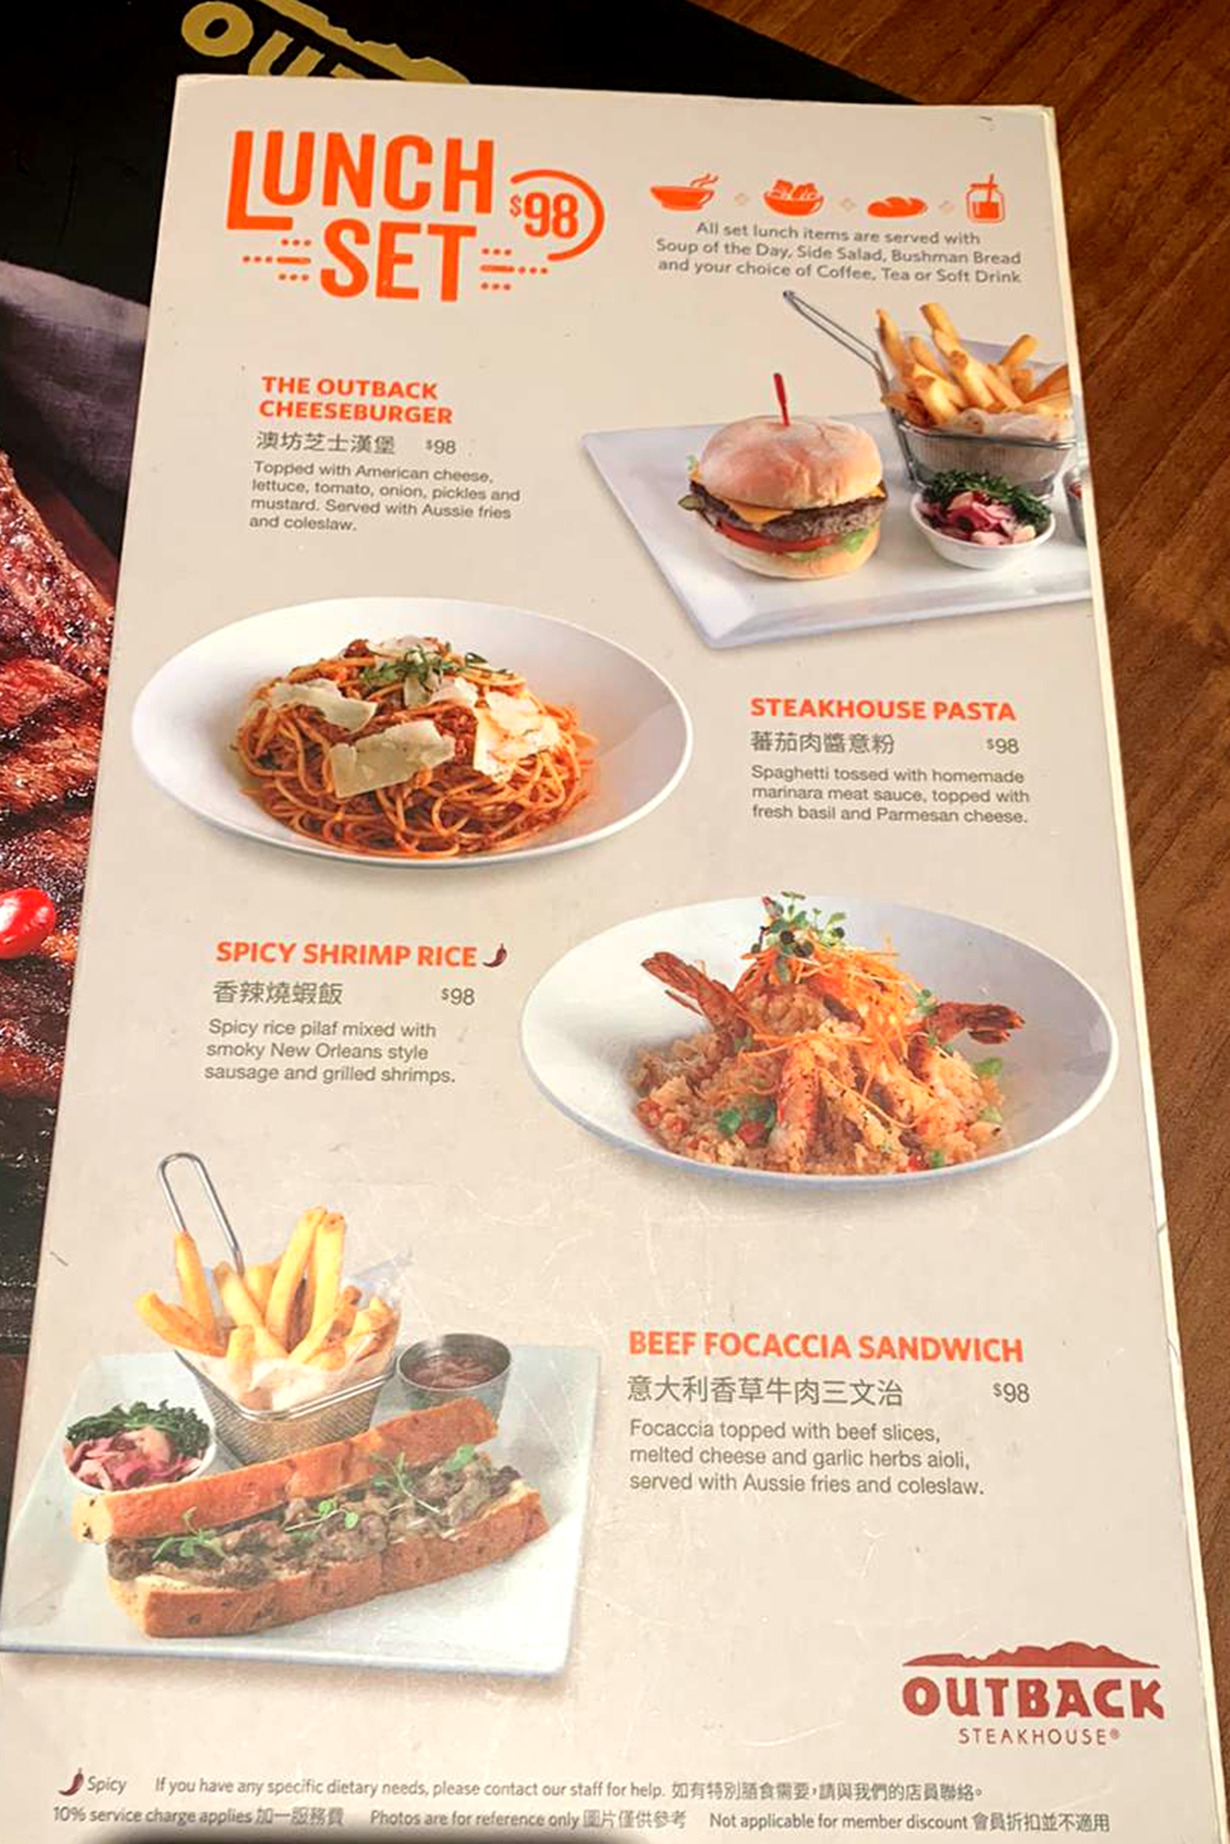 OUT
LUNCH
SET
$98
All set lunch items are served with
Soup of the Day, Side Salad, Bushman Bread
and your choice of Coffee, Tea or Soft Drink
THE OUTBACK
CHEESEBURGER
澳坊芝士漢堡 $98
Topped with American cheese,
lettuce, tomato, onion, pickles and
mustard. Served with Aussie fries
and coleslaw.
STEAKHOUSE PASTA
蕃茄肉醬意粉 $98
Spaghetti tossed with homemade
marinara meat sauce, topped with
fresh basil and Parmesan cheese.
SPICY SHRIMP RICE
香辣燒蝦飯 $98
Spicy rice pilaf mixed with
smoky New Orleans style
sausage and grilled shrimps.
BEEF FOCACCIA SANDWICH
意大利香草牛肉三文治 $98
Focaccia topped with beef slices,
melted cheese and garlic herbs aioli,
served with Aussie fries and coleslaw.
OUTBACK
STEAKHOUSE®
Spicy If you have any specific dietary needs, please contact our staff for help. 如有特別膳食需要，請與我們的店員聯絡。
10% service charge applies 加一服務費 Photos are for reference only 圖片僅供參考 Not applicable for member discount 會員折扣並不適用